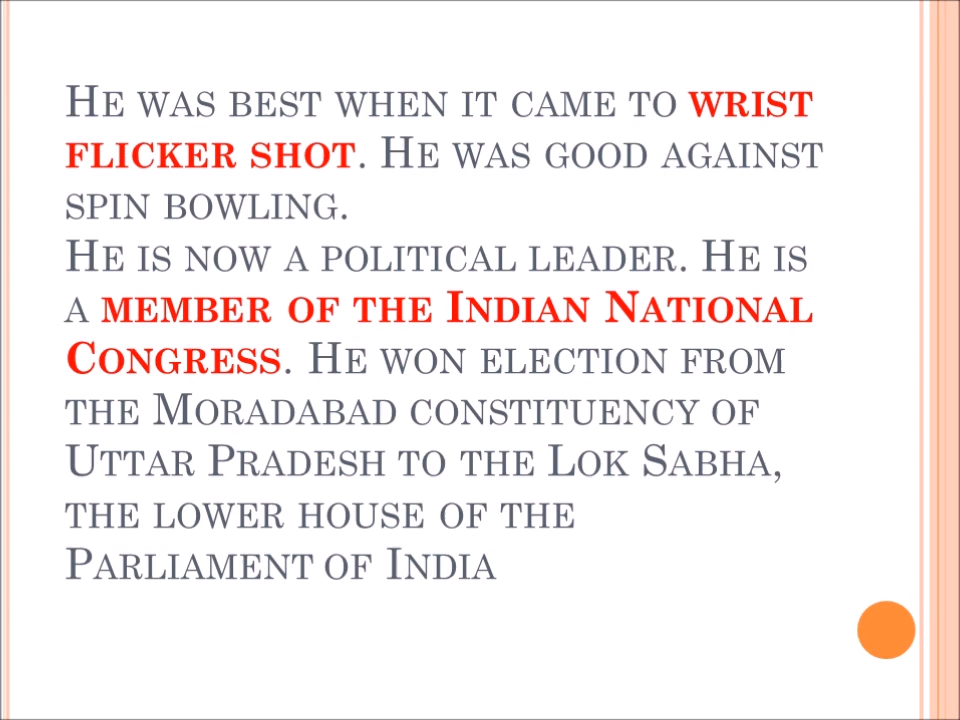 He was best when it came to wrist
flicker shot. He was good against
spin bowling.
He is now a political leader. He is
a member of the Indian National
Congress. He won election from
the Moradabad constituency of
Uttar Pradesh to the Lok Sabha,
the lower house of the
Parliament of India